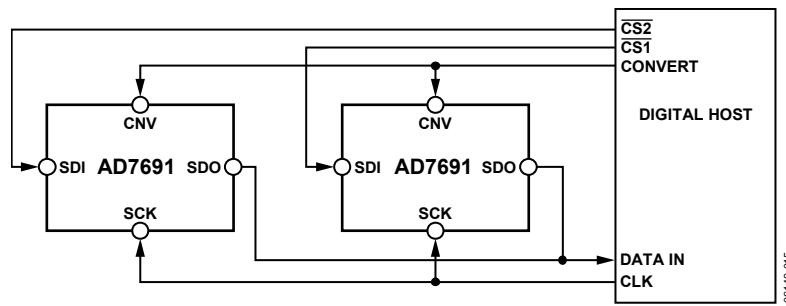 CS2
CS1
CONVERT
DIGITAL HOST
CNV
CNV
SDI AD7691 SDO
SDI AD7691 SDO
SCK
SCK
DATA IN
CLK